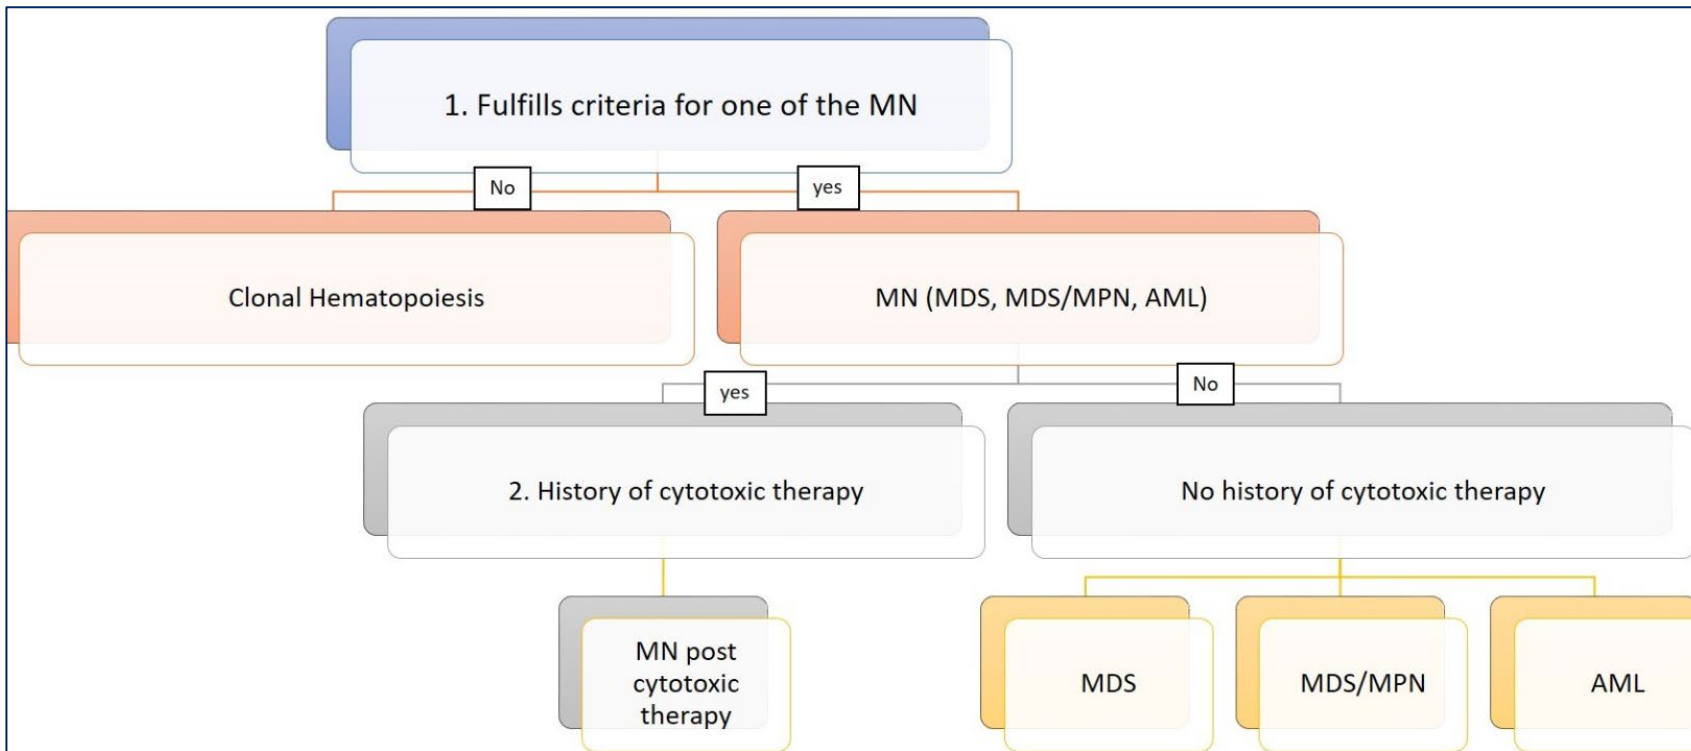 1. Fulfills criteria for one of the MN
No
yes
Clonal Hematopoiesis
MN (MDS, MDS/MPN, AML)
yes
No
2. History of cytotoxic therapy
No history of cytotoxic therapy
MN post
cytotoxic
therapy
MDS
MDS/MPN
AML